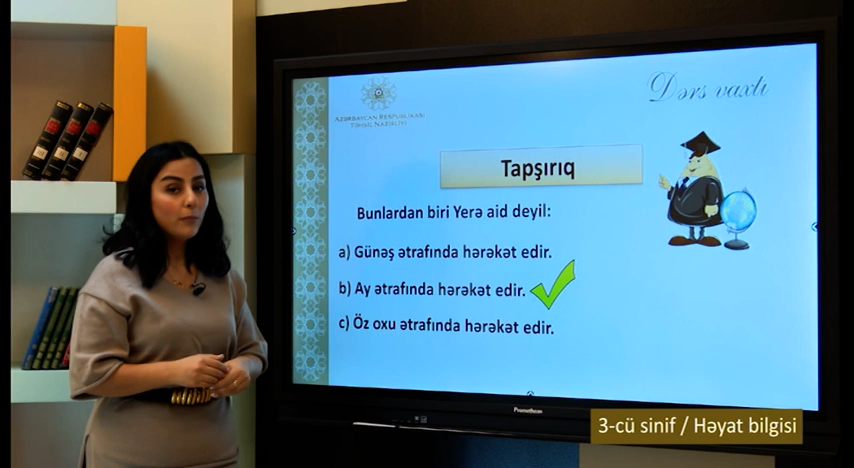 Dərs vaxtı
AZƏRBAYCAN RESPUBLİKASI
TƏHSİL NAZİRLİYİ
Tapşırıq
Bunlardan biri Yerə aid deyil:
a) Günəş ətrafında hərəkət edir.
b) Ay ətrafında hərəkət edir.
c) Öz oxu ətrafında hərəkət edir.
Promethean
3-cü sinif / Həyat bilgisi